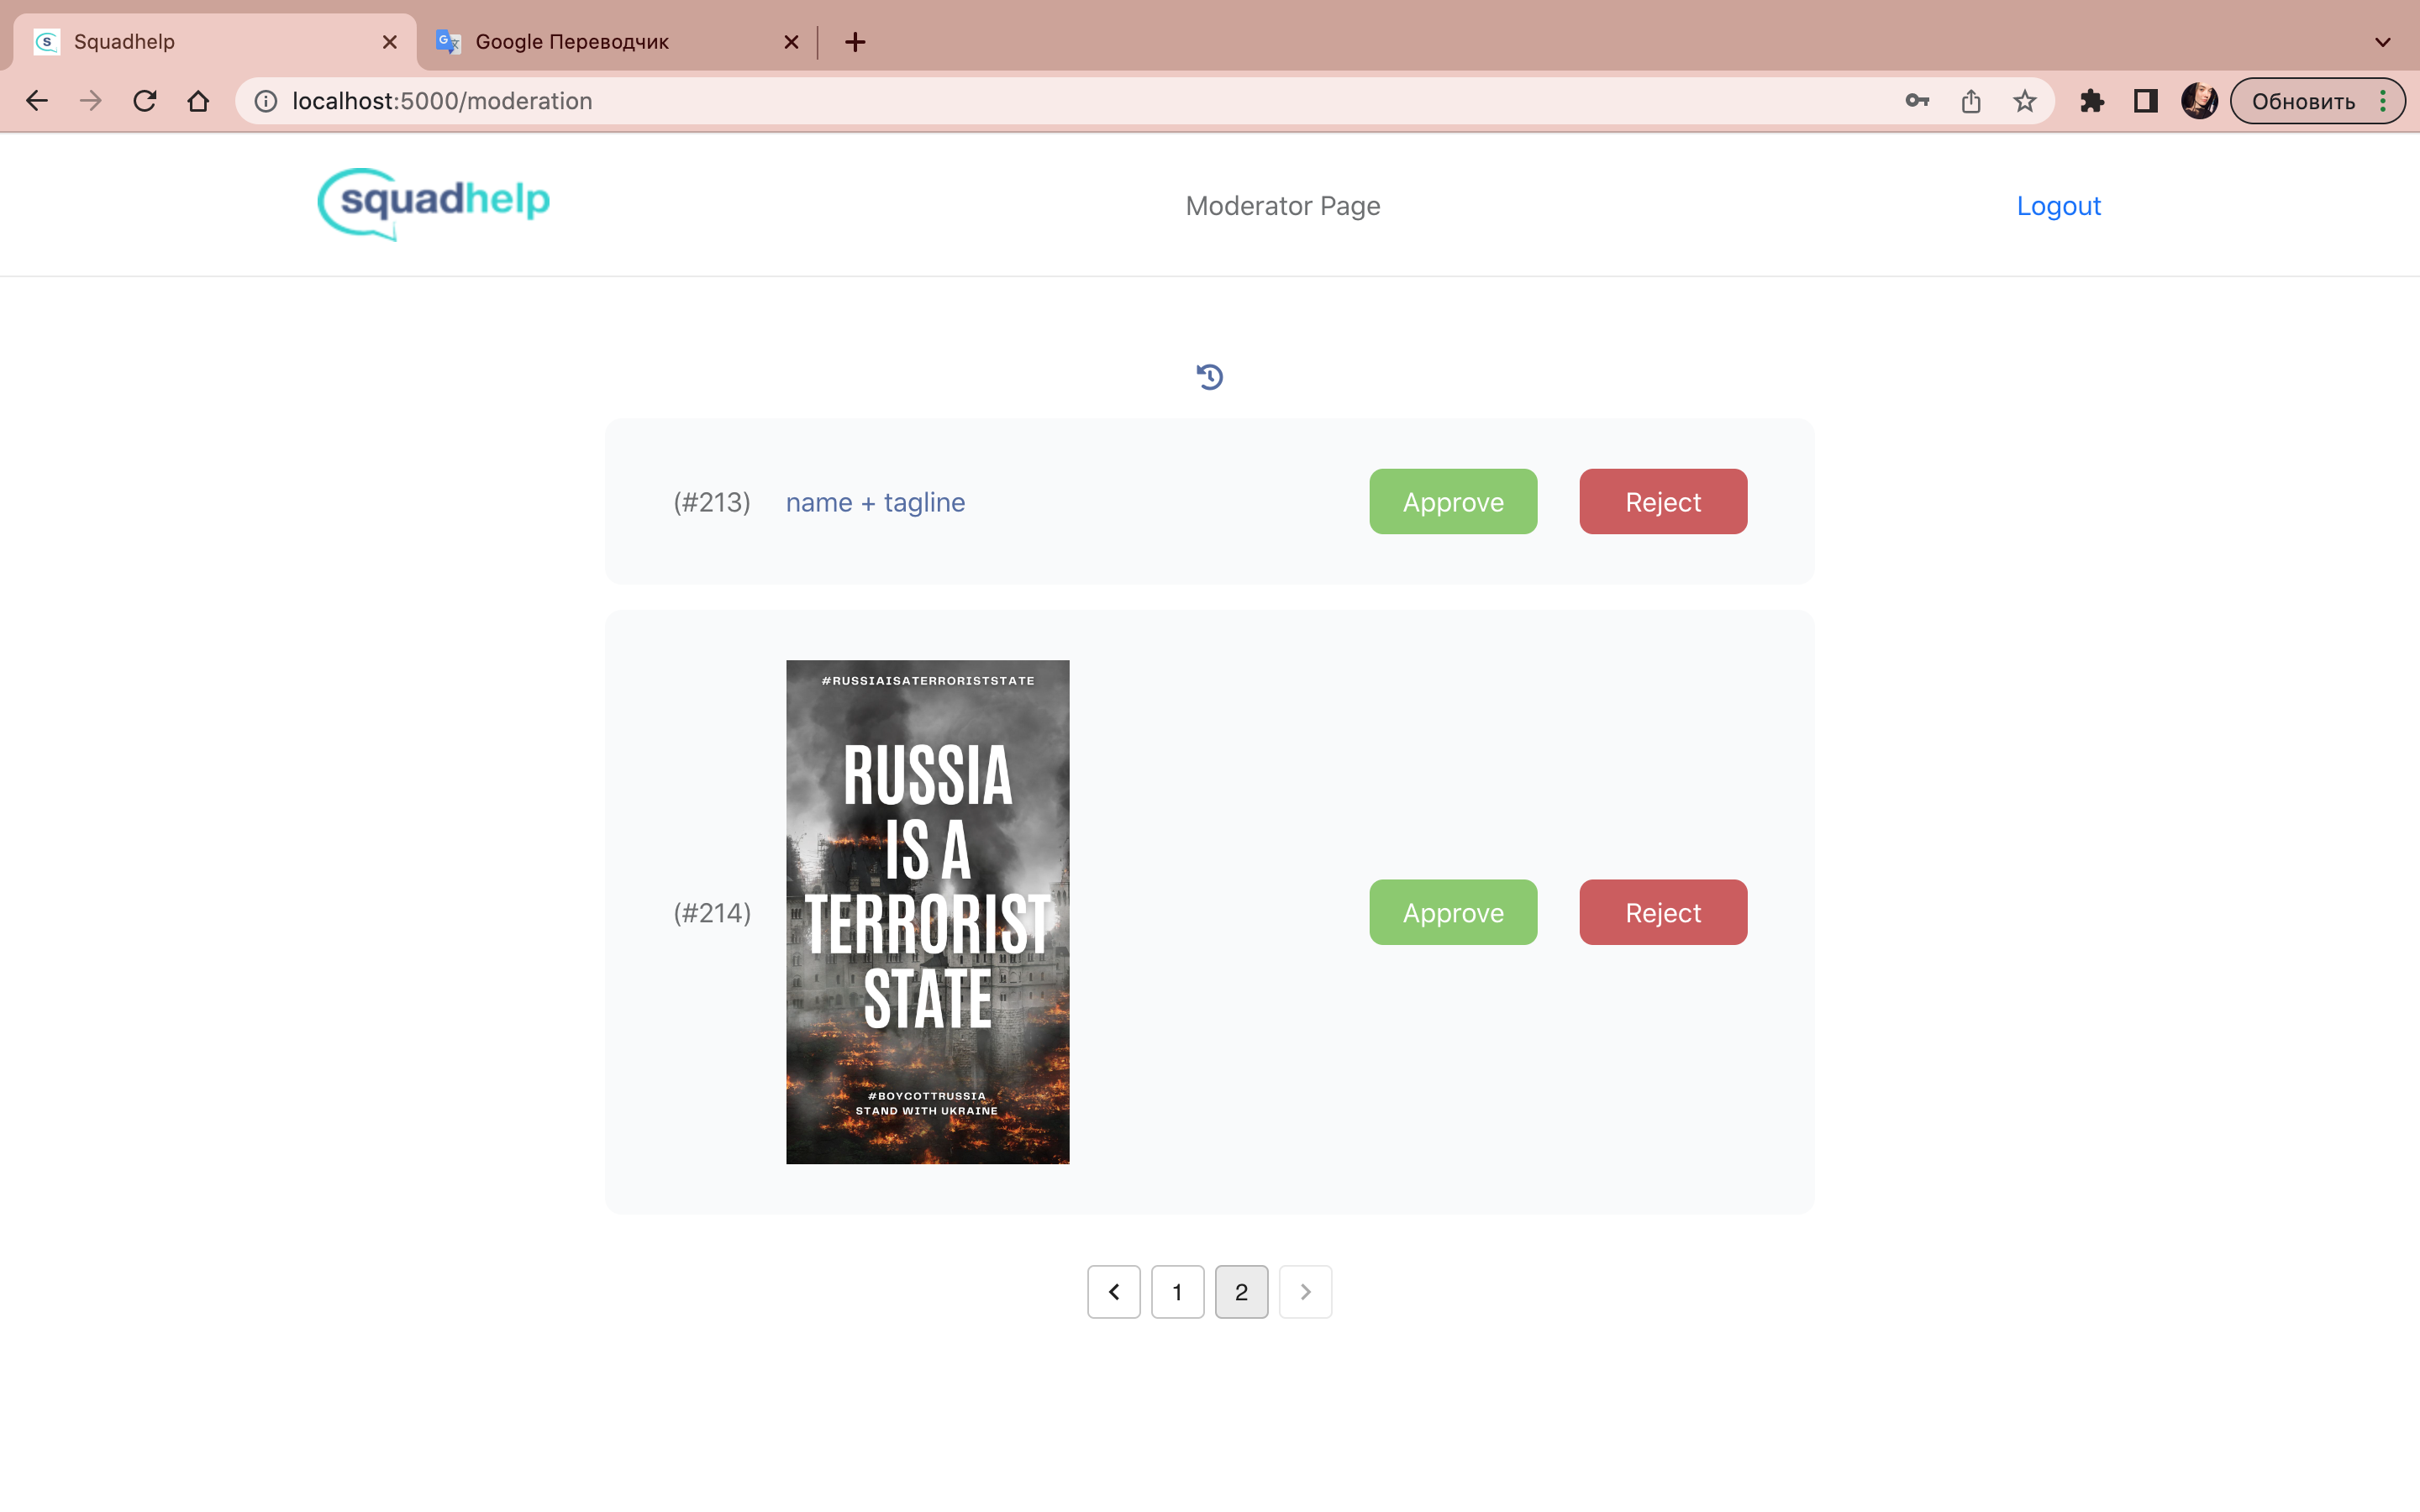 Squadhelp
Google Переводчик
localhost:5000/moderation
Обновить
squadhelp
Moderator Page
Logout
(#213)
name + tagline
Approve
Reject
(#214)
#RUSSIAISATERRORISTSTATE
RUSSIA
IS A
TERRORIST
STATE
#BOYCOTTRUSSIA
STAND WITH UKRAINE
Approve
Reject
1
2